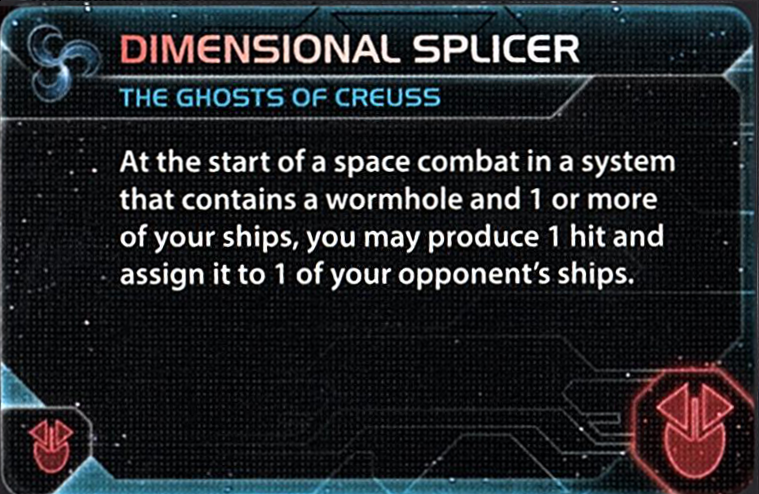 DIMENSIONAL SPLICER
THE GHOSTS OF CREUSS
At the start of a space combat in a system
that contains a wormhole and 1 or more
of your ships, you may produce 1 hit and
assign it to 1 of your opponent's ships.